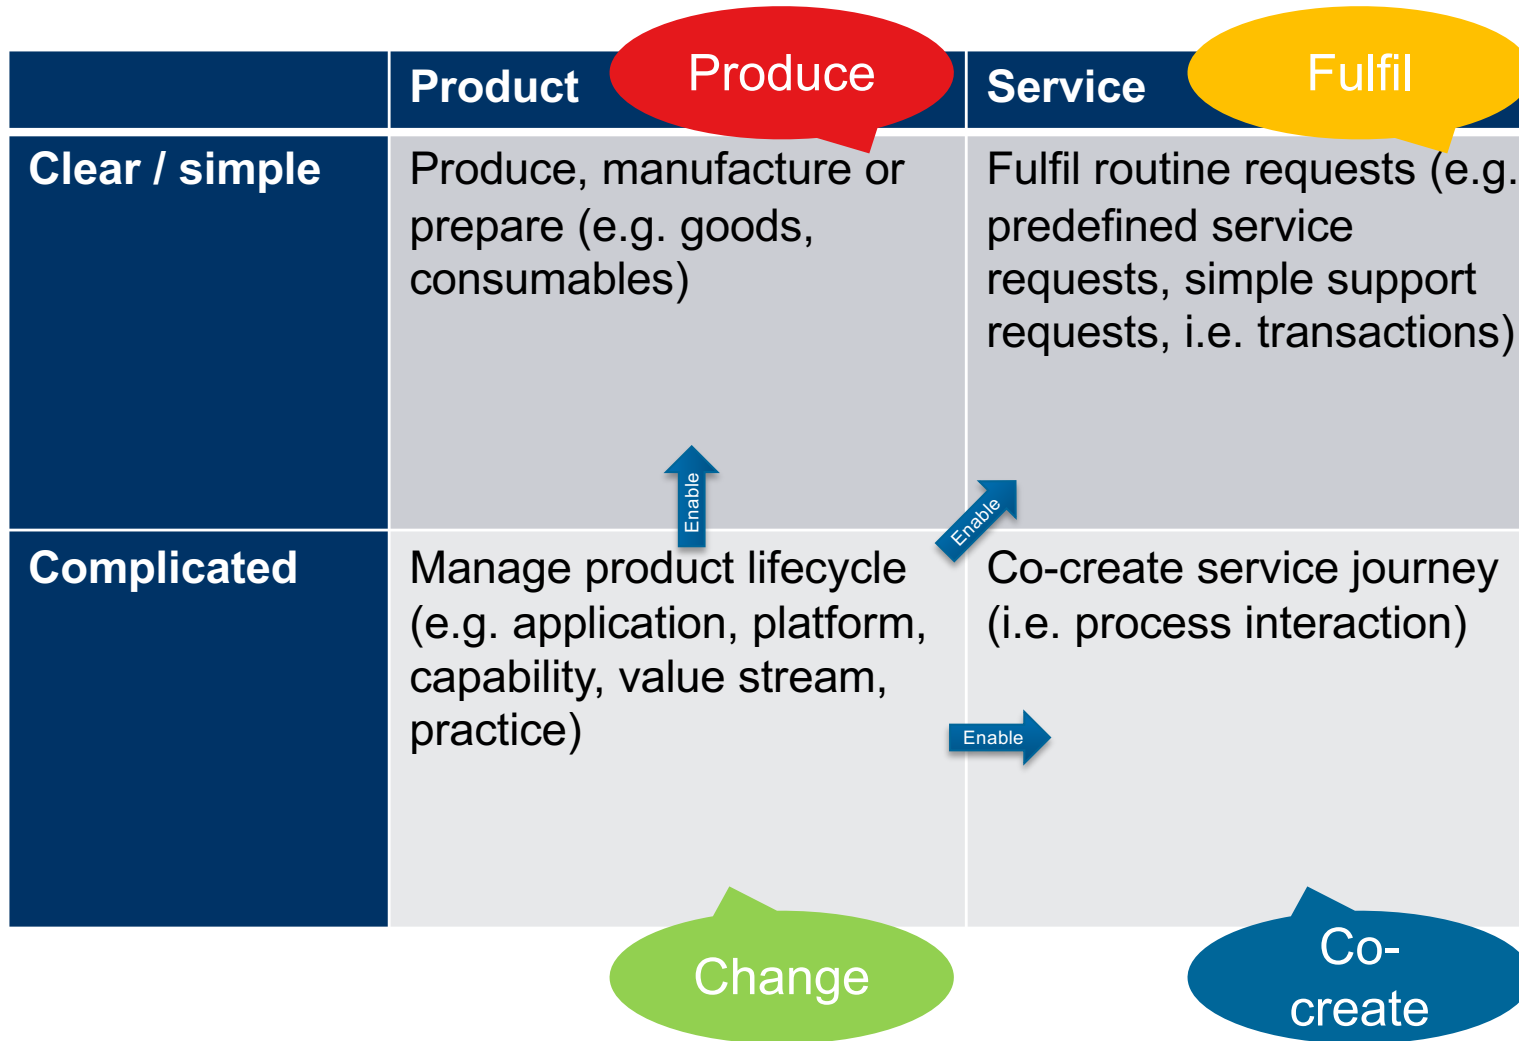 Product
Produce
Service
Fulfil
Clear / simple
Produce, manufacture or
prepare (e.g. goods,
consumables)
Fulfil routine requests (e.g.
predefined service
requests, simple support
requests, i.e. transactions)
Enable
Enable
Complicated
Manage product lifecycle
(e.g. application, platform,
capability, value stream,
practice)
Co-create service journey
(i.e. process interaction)
Enable
Change
Co-
create